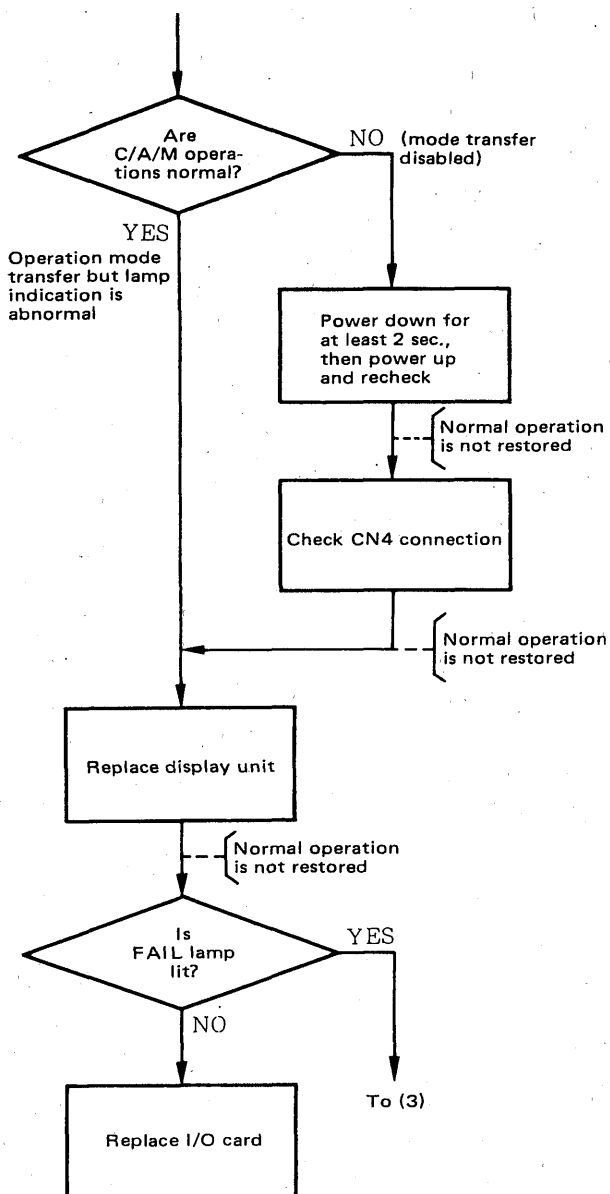 Are
C/A/M opera-
tions normal?
NO (mode transfer
disabled)
YES
Operation mode
transfer but lamp
indication is
abnormal
Power down for
at least 2 sec.,
then power up
and recheck
Normal operation
is not restored
Check CN4 connection
Normal operation
is not restored
Replace display unit
Normal operation
is not restored
Is
FAIL lamp
lit?
YES
NO
To (3)
Replace I/O card